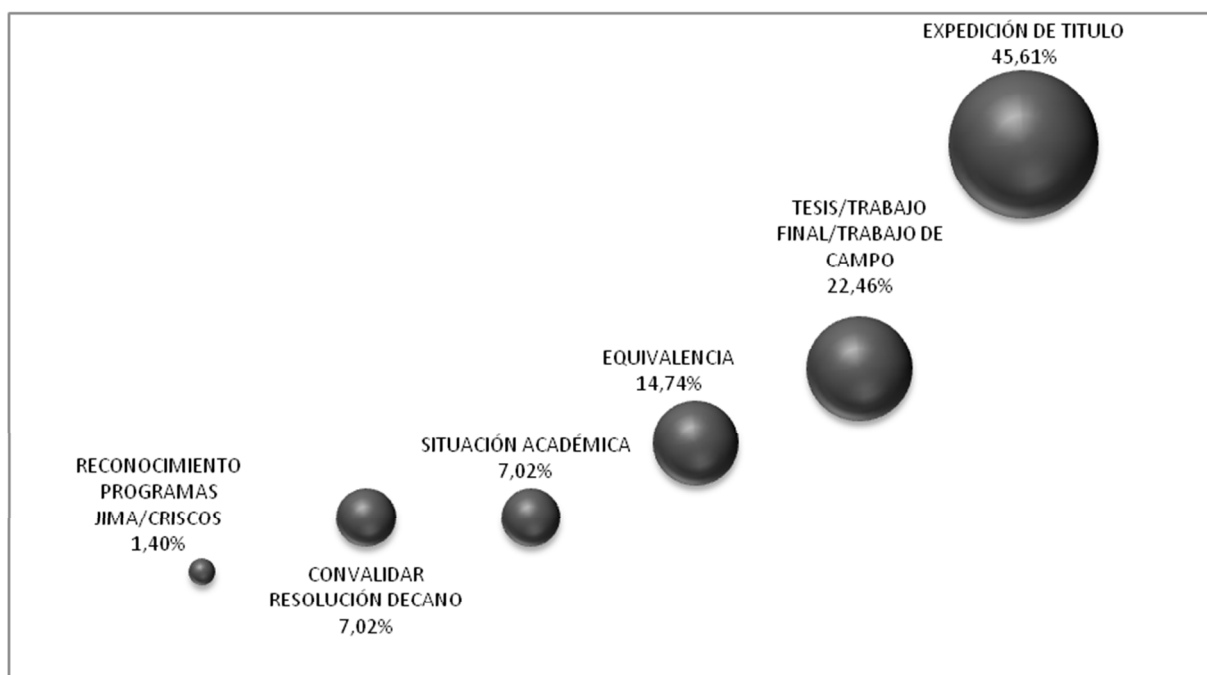 EXPEDICIÓN DE TITULO
45,61%
TESIS/TRABAJO
FINAL/TRABAJO DE
CAMPO
22,46%
EQUIVALENCIA
14,74%
SITUACIÓN ACADÉMICA
7,02%
RECONOCIMIENTO
PROGRAMAS
JIMA/CRISCOS
1,40%
CONVALIDAR
RESOLUCIÓN DECANO
7,02%